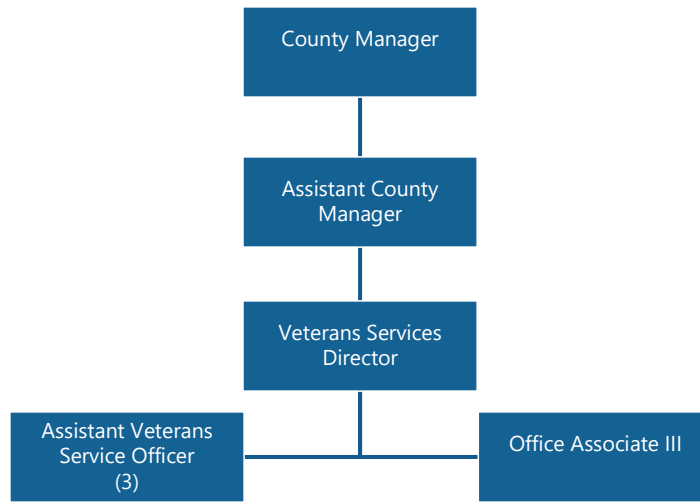 County Manager
Assistant County
Manager
Veterans Services
Director
Assistant Veterans
Service Officer
(3)
Office Associate III